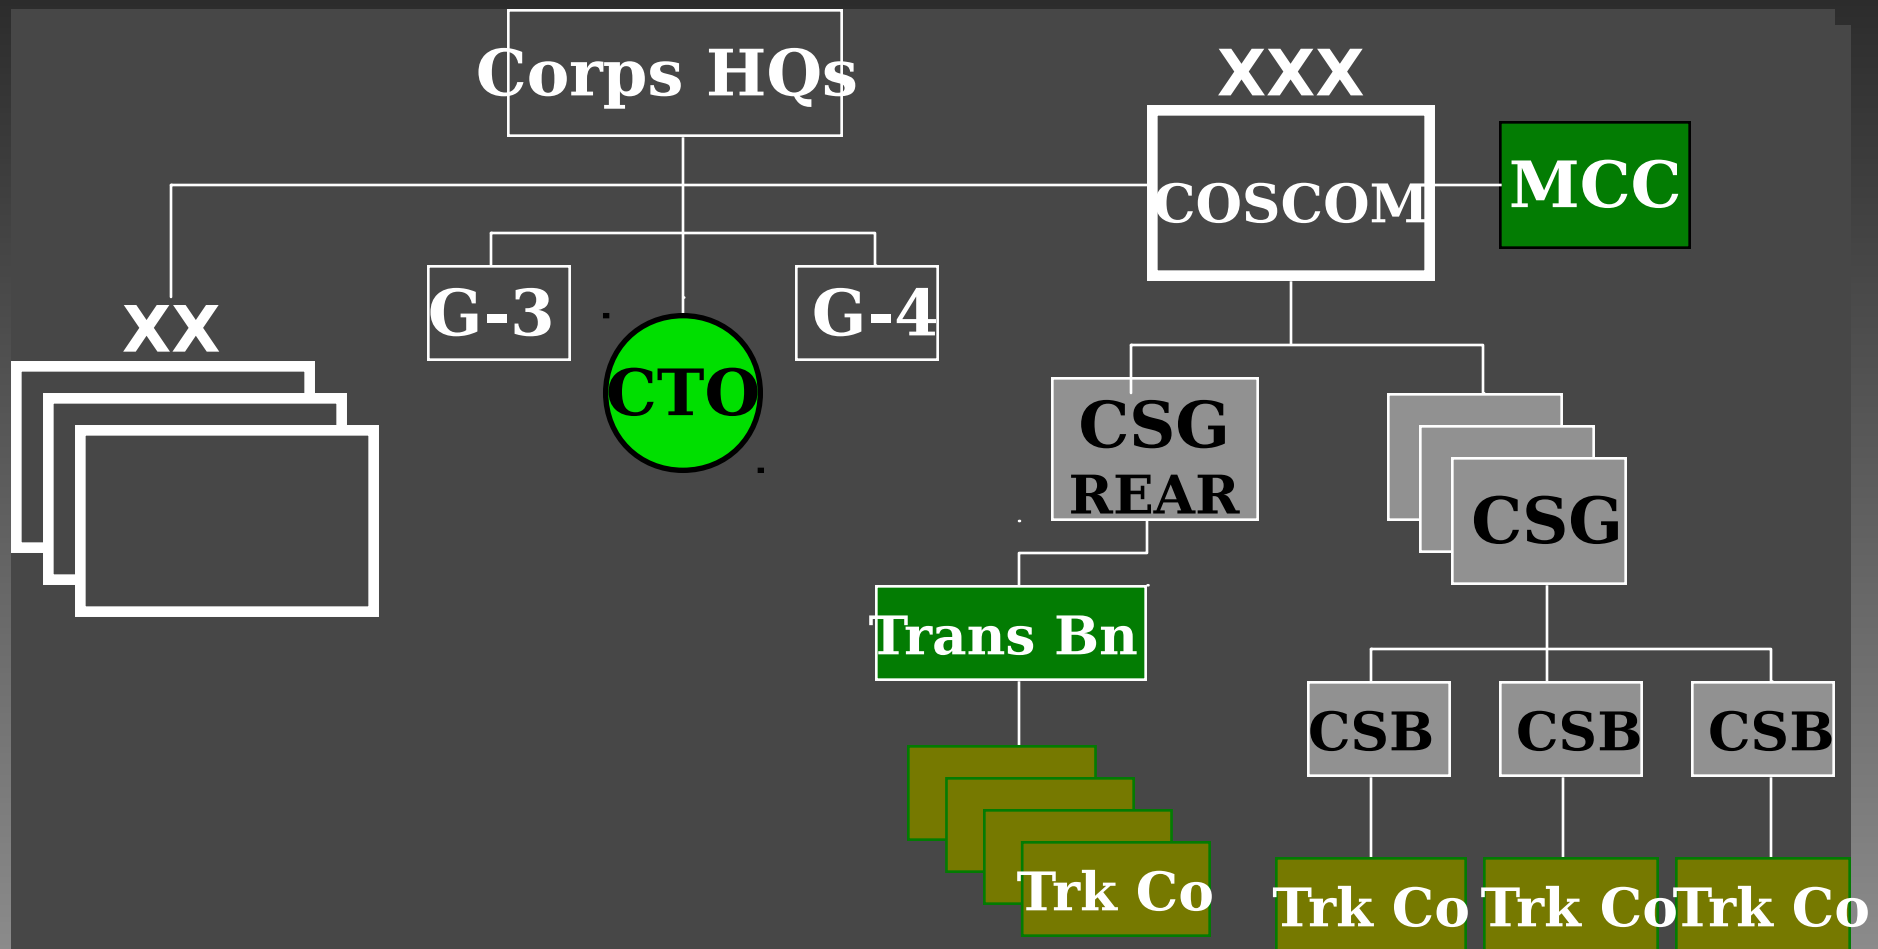 Corps HQs
XXX
COSCOM
MCC
XX
G-3
CTO
G-4
CSG
REAR
CSG
Trans Bn
CSB
CSB
CSB
Trk Co
Trk Co
Trk Co
Trk Co